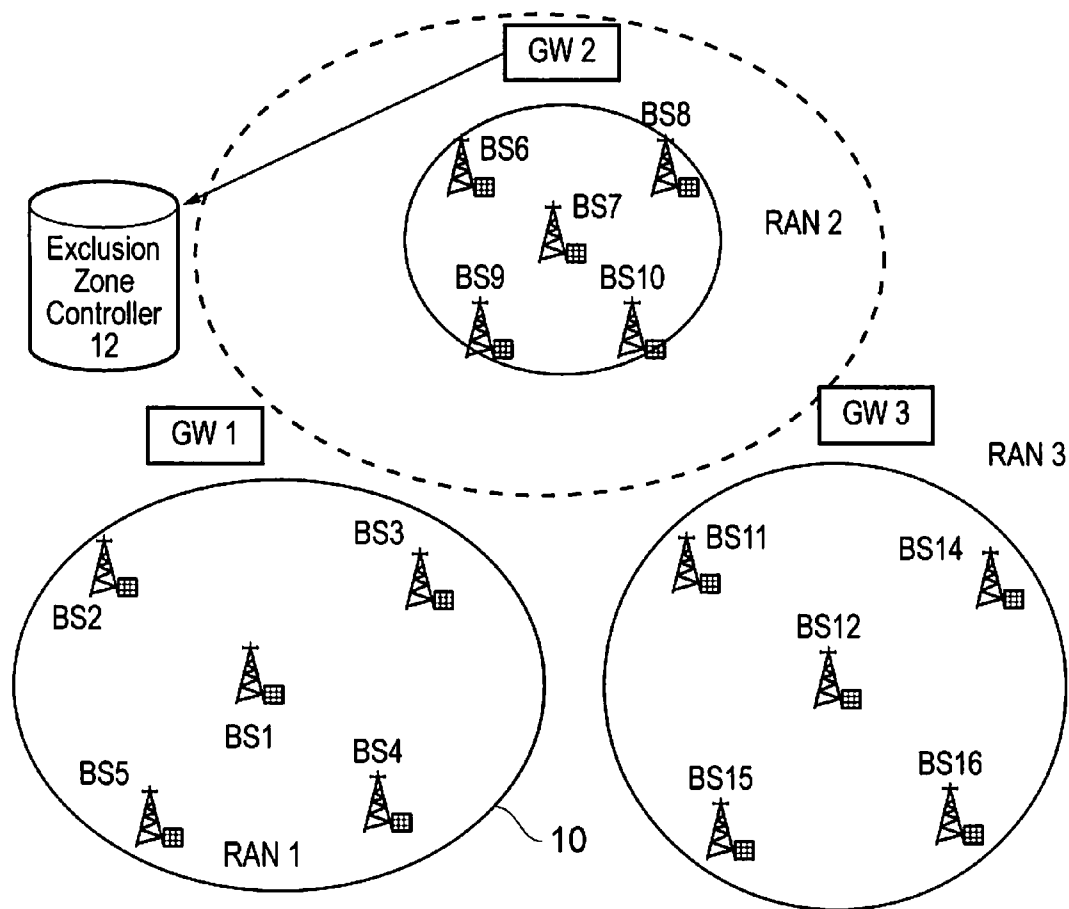 GW 2
BS8
BS6
BS7
RAN 2
Exclusion
Zone
Controller
12
BS9
BS10
GW 1
GW 3
RAN 3
BS3
BS2
BS1
BS5
BS4
RAN 1
10
BS11
BS14
BS12
BS15
BS16